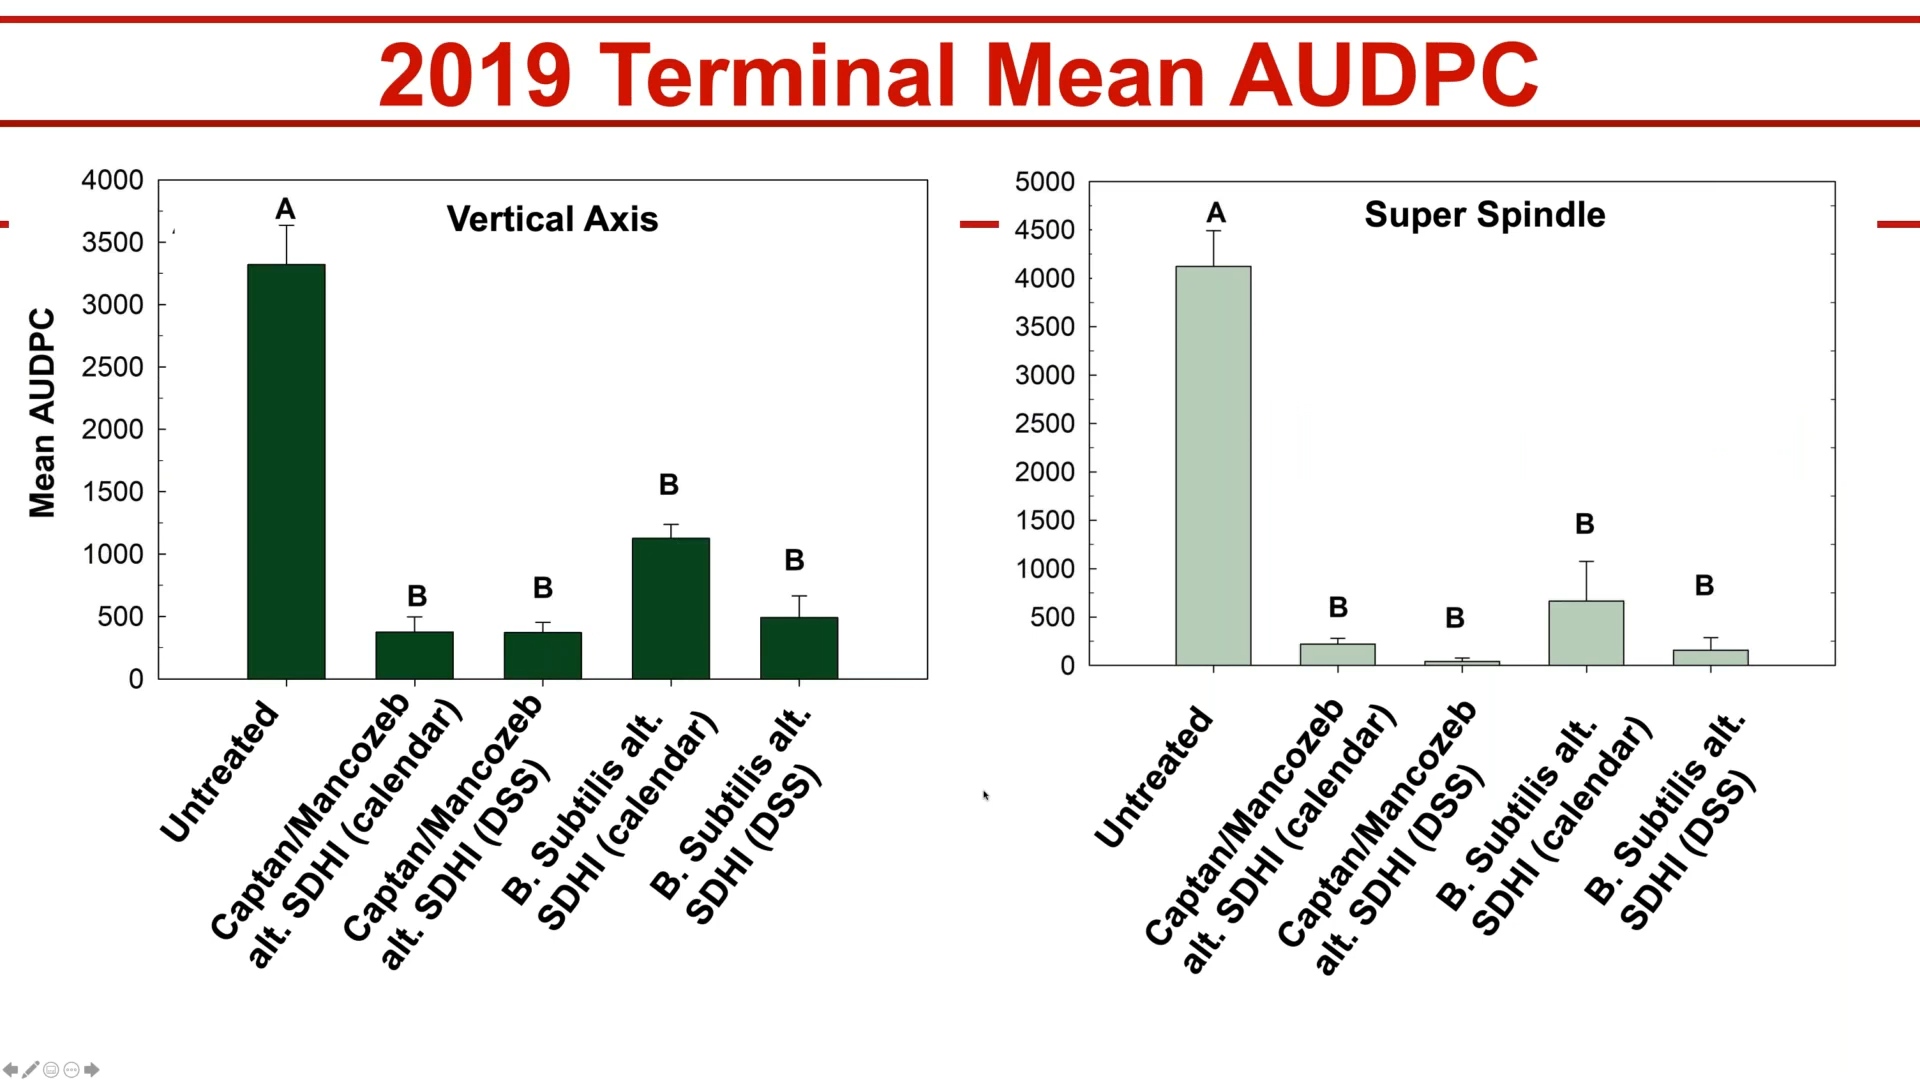 2019 Terminal Mean AUDPC
Vertical Axis
Mean AUDPC
4000
3500
3000
2500
2000
1500
1000
500
0
A
B
B
B
B
Untreated
Captan/Mancozeb
alt. SDHI (calendar)
Captan/Mancozeb
alt. SDHI (DSS)
B. Subtilis alt.
SDHI (calendar)
B. Subtilis alt.
SDHI (DSS)
Super Spindle
5000
4500
4000
3500
3000
2500
2000
1500
1000
500
0
A
B
B
B
B
Untreated
Captan/Mancozeb
alt. SDHI (calendar)
Captan/Mancozeb
alt. SDHI (DSS)
B. Subtilis alt.
SDHI (calendar)
B. Subtilis alt.
SDHI (DSS)